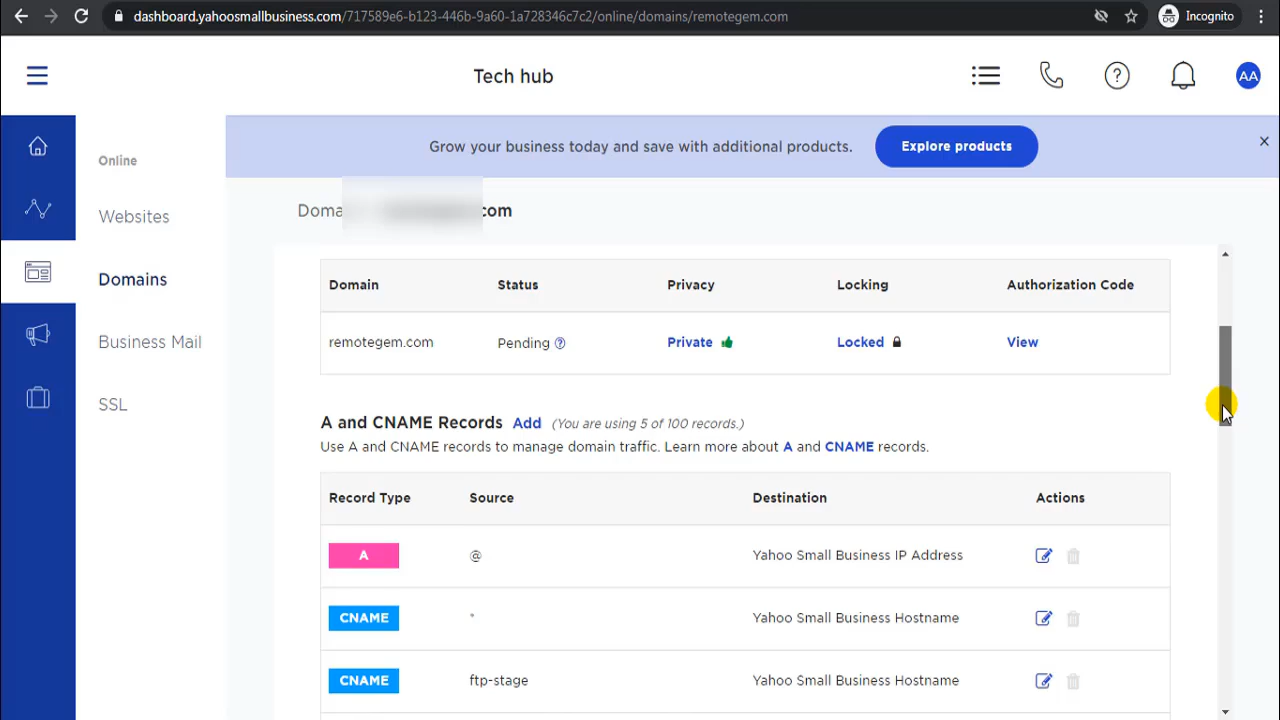 dashboard.yahoosmallbusiness.com/717589e6-b123-446b-9a60-1a728346c7c2/online/domains/remotegem.com
Incognito
Tech hub
AA
Grow your business today and save with additional products.
Explore products
Online
Websites
Domains
Business Mail
SSL
com
Domain Status Privacy Locking Authorization Code
remotegem.com Pending Private Locked View
A and CNAME Records Add (You are using 5 of 100 records.)
Use A and CNAME records to manage domain traffic. Learn more about A and CNAME records.
Record Type Source Destination Actions
A @ Yahoo Small Business IP Address
CNAME * Yahoo Small Business Hostname
CNAME ftp-stage Yahoo Small Business Hostname